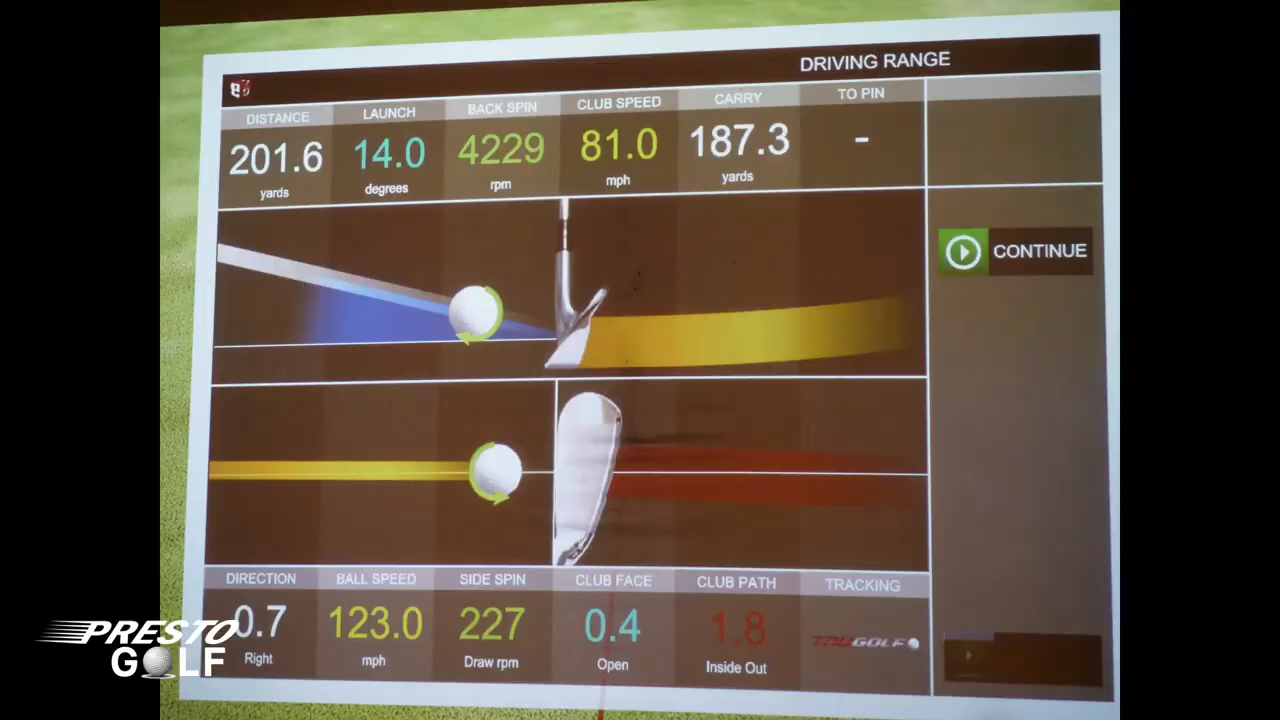 DRIVING RANGE
E6
DISTANCE LAUNCH BACK SPIN CLUB SPEED CARRY TO PIN
201.6 14.0 4229 81.0 187.3 -
yards degrees rpm mph yards
CONTINUE
DIRECTION BALL SPEED SIDE SPIN CLUB FACE CLUB PATH TRACKING
0.7 123.0 227 0.4 1.8 TRUGOLF
Right mph Draw rpm Open Inside Out
PRESTO
GOLF